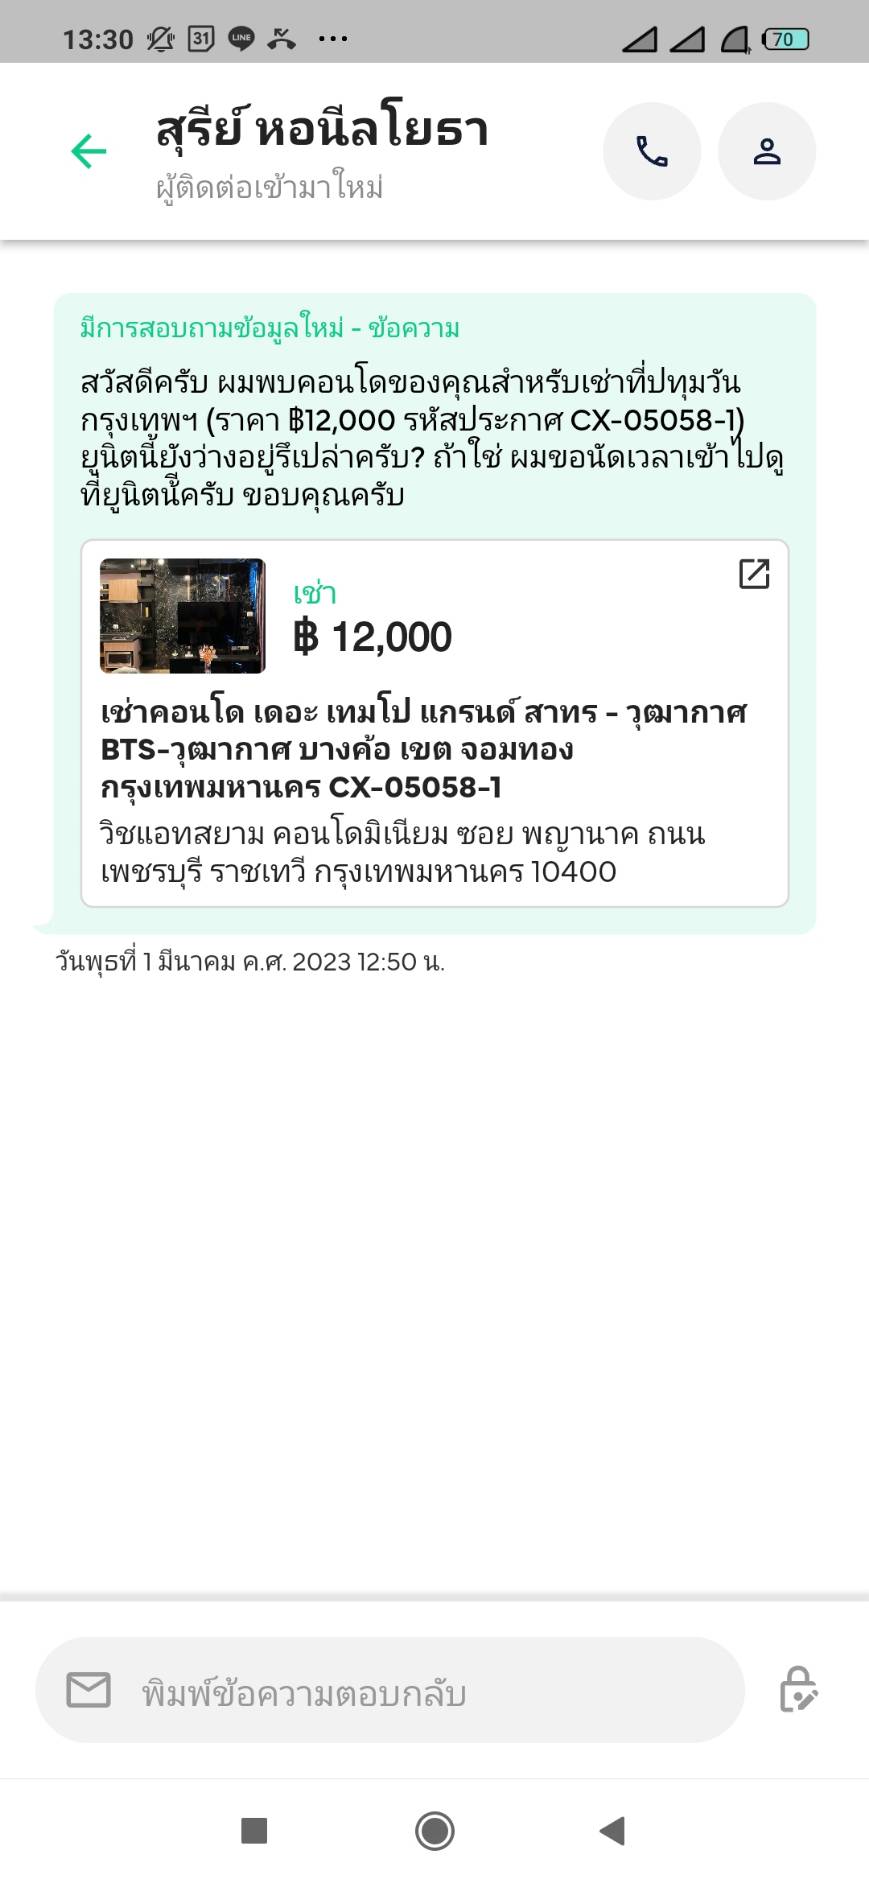 13:30 31 LINE ... 70
สุรีย์ หอนีลโยธา
ผู้ติดต่อเข้ามาใหม่
มีการสอบถามข้อมูลใหม่ - ข้อความ
สวัสดีครับ ผมพบคอนโดของคุณสำหรับเช่าที่ปทุมวัน
กรุงเทพฯ (ราคา ฿12,000 รหัสประกาศ CX-05058-1)
ยูนิตนี้ยังว่างอยู่รึเปล่าครับ? ถ้าใช่ ผมขอนัดเวลาเข้าไปดู
ที่ยูนิตนี้ครับ ขอบคุณครับ
เช่า
฿ 12,000
เช่าคอนโด เดอะ เทมโป แกรนด์ สาทร - วุฒากาศ
BTS-วุฒากาศ บางค้อ เขต จอมทอง
กรุงเทพมหานคร CX-05058-1
วิชแอทสยาม คอนโดมิเนียม ซอย พญานาค ถนน
เพชรบุรี ราชเทวี กรุงเทพมหานคร 10400
วันพุธที่ 1 มีนาคม ค.ศ. 2023 12:50 น.
พิมพ์ข้อความตอบกลับ